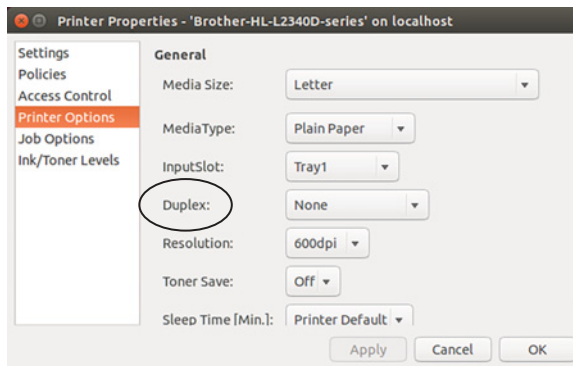 Printer Properties - 'Brother-HL-L2340D-series' on localhost
Settings
Policies
Access Control
Printer Options
Job Options
Ink/Toner Levels
General
Media Size: Letter
MediaType: Plain Paper
InputSlot: Tray1
Duplex: None
Resolution: 600dpi
Toner Save: Off
Sleep Time [Min.]: Printer Default
Apply Cancel OK